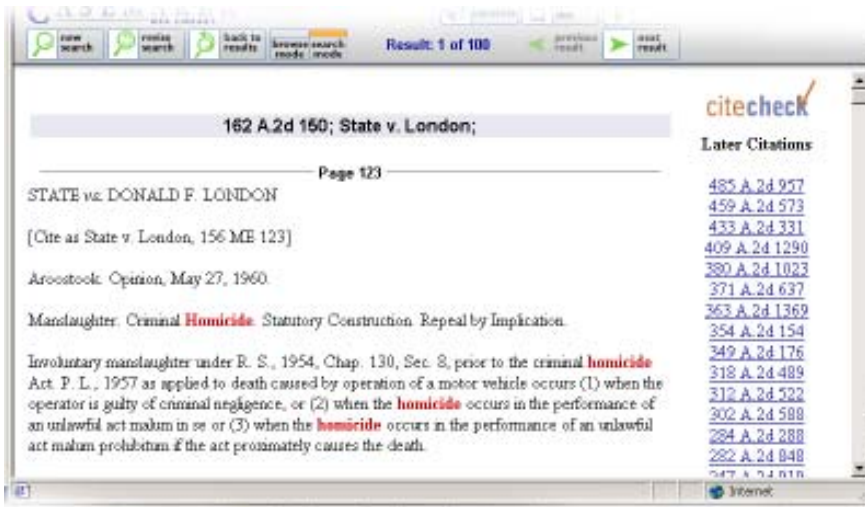 new search
revise search
back to results
browse mode
search mode
Result: 1 of 100
previous result
next result
162 A.2d 150; State v. London;
Page 123
STATE vs. DONALD F. LONDON
[Cite as State v. London, 156 ME 123]
Aroostook. Opinion, May 27, 1960.
Manslaughter. Criminal Homicide. Statutory Construction. Repeal by Implication.
Involuntary manslaughter under R. S., 1954, Chap. 130, Sec. 8, prior to the criminal homicide
Act. P. L., 1957 as applied to death caused by operation of a motor vehicle occurs (1) when the
operator is guilty of criminal negligence, or (2) when the homicide occurs in the performance of
an unlawful act malum in se or (3) when the homicide occurs in the performance of an unlawful
act malum prohibitum if the act proximately causes the death.
citecheck
Later Citations
485 A.2d 957
459 A.2d 573
433 A.2d 331
409 A.2d 1290
380 A.2d 1023
371 A.2d 637
363 A.2d 1369
354 A.2d 154
349 A.2d 176
318 A.2d 489
312 A.2d 522
302 A.2d 588
284 A.2d 288
282 A.2d 848
Internet